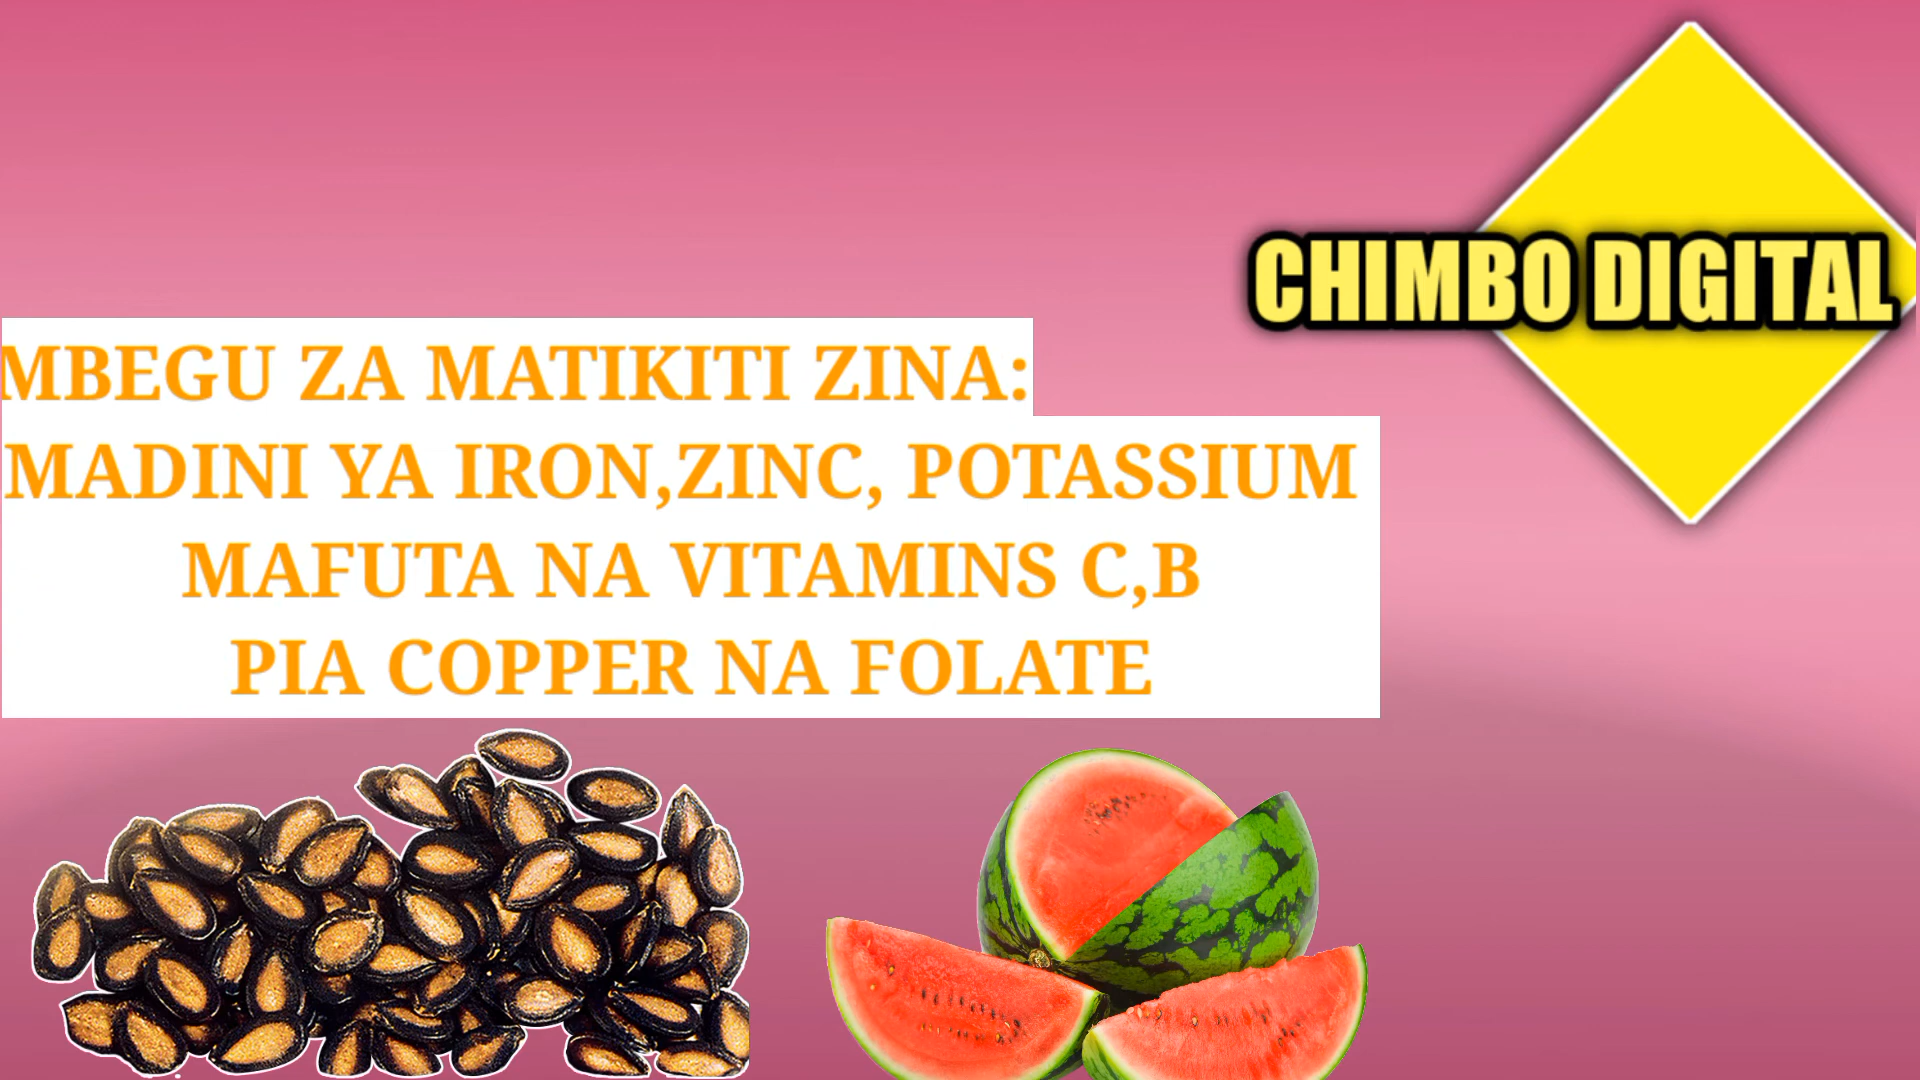 CHIMBO DIGITAL
MBEGU ZA MATIKITI ZINA:
MADINI YA IRON,ZINC, POTASSIUM
MAFUTA NA VITAMINS C,B
PIA COPPER NA FOLATE